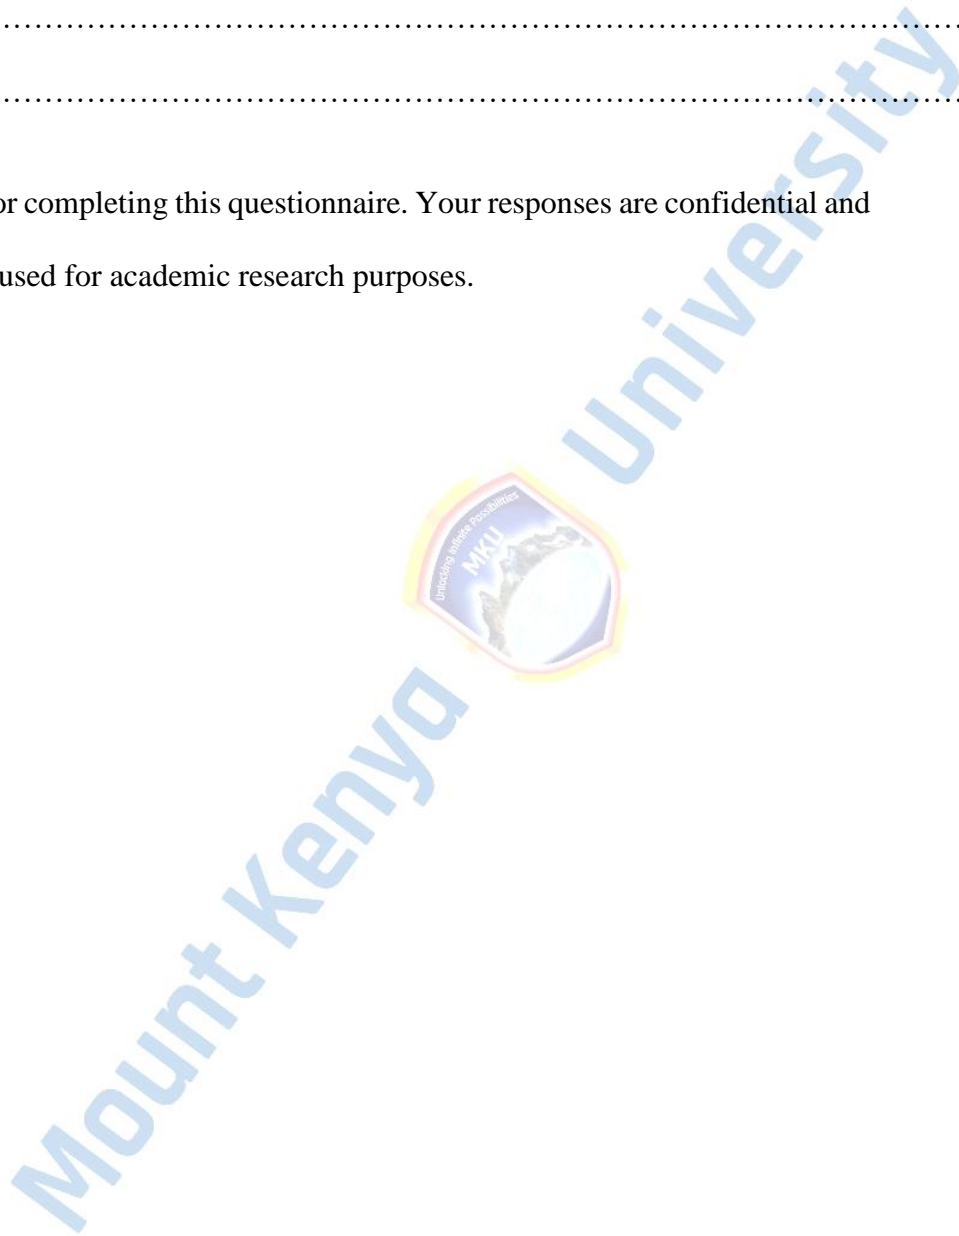 ……………………………………………………………………………………
……………………………………………………………………………………
or completing this questionnaire. Your responses are confidential and
used for academic research purposes.
Unlocking Infinite Possibilities
MKU
Mount Kenya University